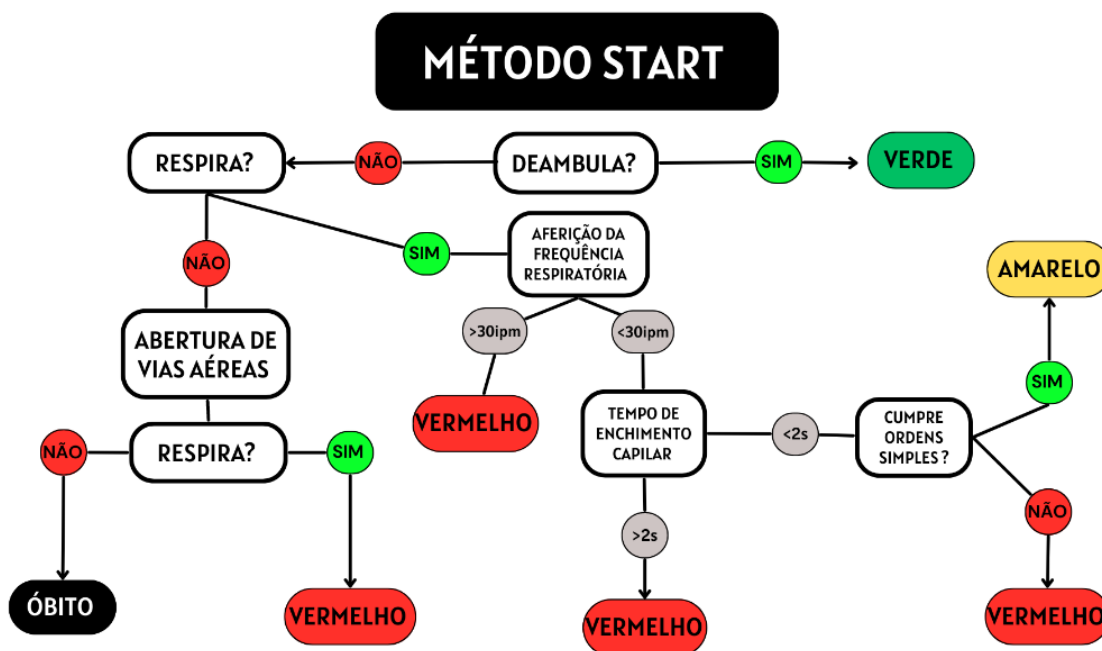 MÉTODO START
RESPIRA?
NÃO
DEAMBULA?
SIM
VERDE
NÃO
SIM
AFERIÇÃO DA
FREQUÊNCIA
RESPIRATÓRIA
AMARELO
ABERTURA DE
VIAS AÉREAS
>30ipm
<30ipm
SIM
VERMELHO
TEMPO DE
ENCHIMENTO
CAPILAR
<2s
CUMPRE
ORDENS
SIMPLES ?
NÃO
RESPIRA?
SIM
NÃO
>2s
ÓBITO
VERMELHO
VERMELHO
VERMELHO